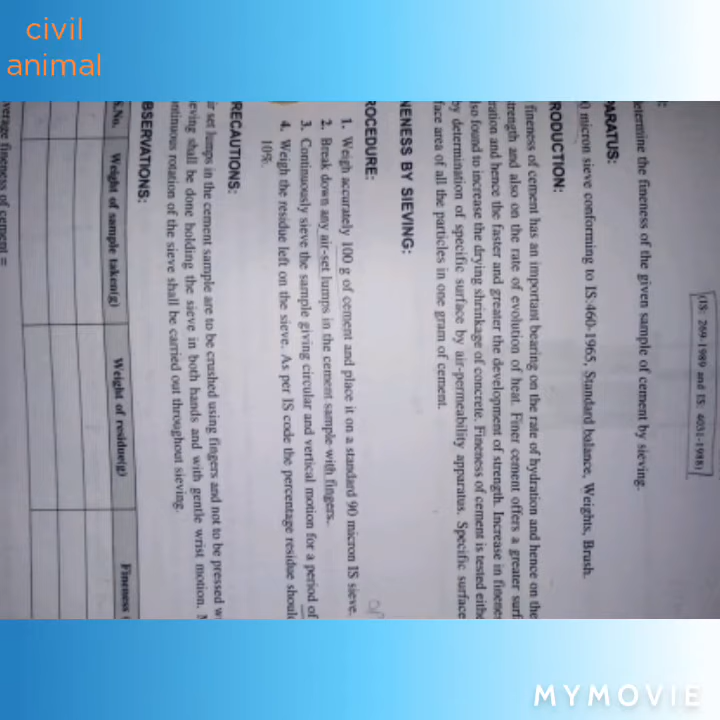 civil
animal
(IS: 269-1989 and IS: 4031-1988)
etermine the fineness of the given sample of cement by sieving.
PARATUS:
micron sieve conforming to IS:460-1965, Standard balance, Weights, Brush.
RODUCTION:
fineness of cement has an important bearing on the rate of hydration and hence on the
trength and also on the rate of evolution of heat. Finer cement offers a greater surf
ration and hence the faster and greater the development of strength. Increase in finenes
lso found to increase the drying shrinkage of concrete. Fineness of cement is tested eithe
by determination of specific surface by air-permeability apparatus. Specific surface
face area of all the particles in one gram of cement.
NENESS BY SIEVING:
ROCEDURE:
1. Weigh accurately 100 g of cement and place it on a standard 90 micron IS sieve.
2. Break down any air-set lumps in the cement sample with fingers.
3. Continuously sieve the sample giving circular and vertical motion for a period of
4. Weigh the residue left on the sieve. As per IS code the percentage residue should
10%.
RECAUTIONS:
ir set lumps in the cement sample are to be crushed using fingers and not to be pressed w
eving shall be done holding the sieve in both hands and with gentle wrist motion.
ntinuous rotation of the sieve shall be carried out throughout sieving.
BSERVATIONS:
S.No. Weight of sample taken(g) Weight of residue(g) Fineness (
verage fineness of cement =
MYMOVIE